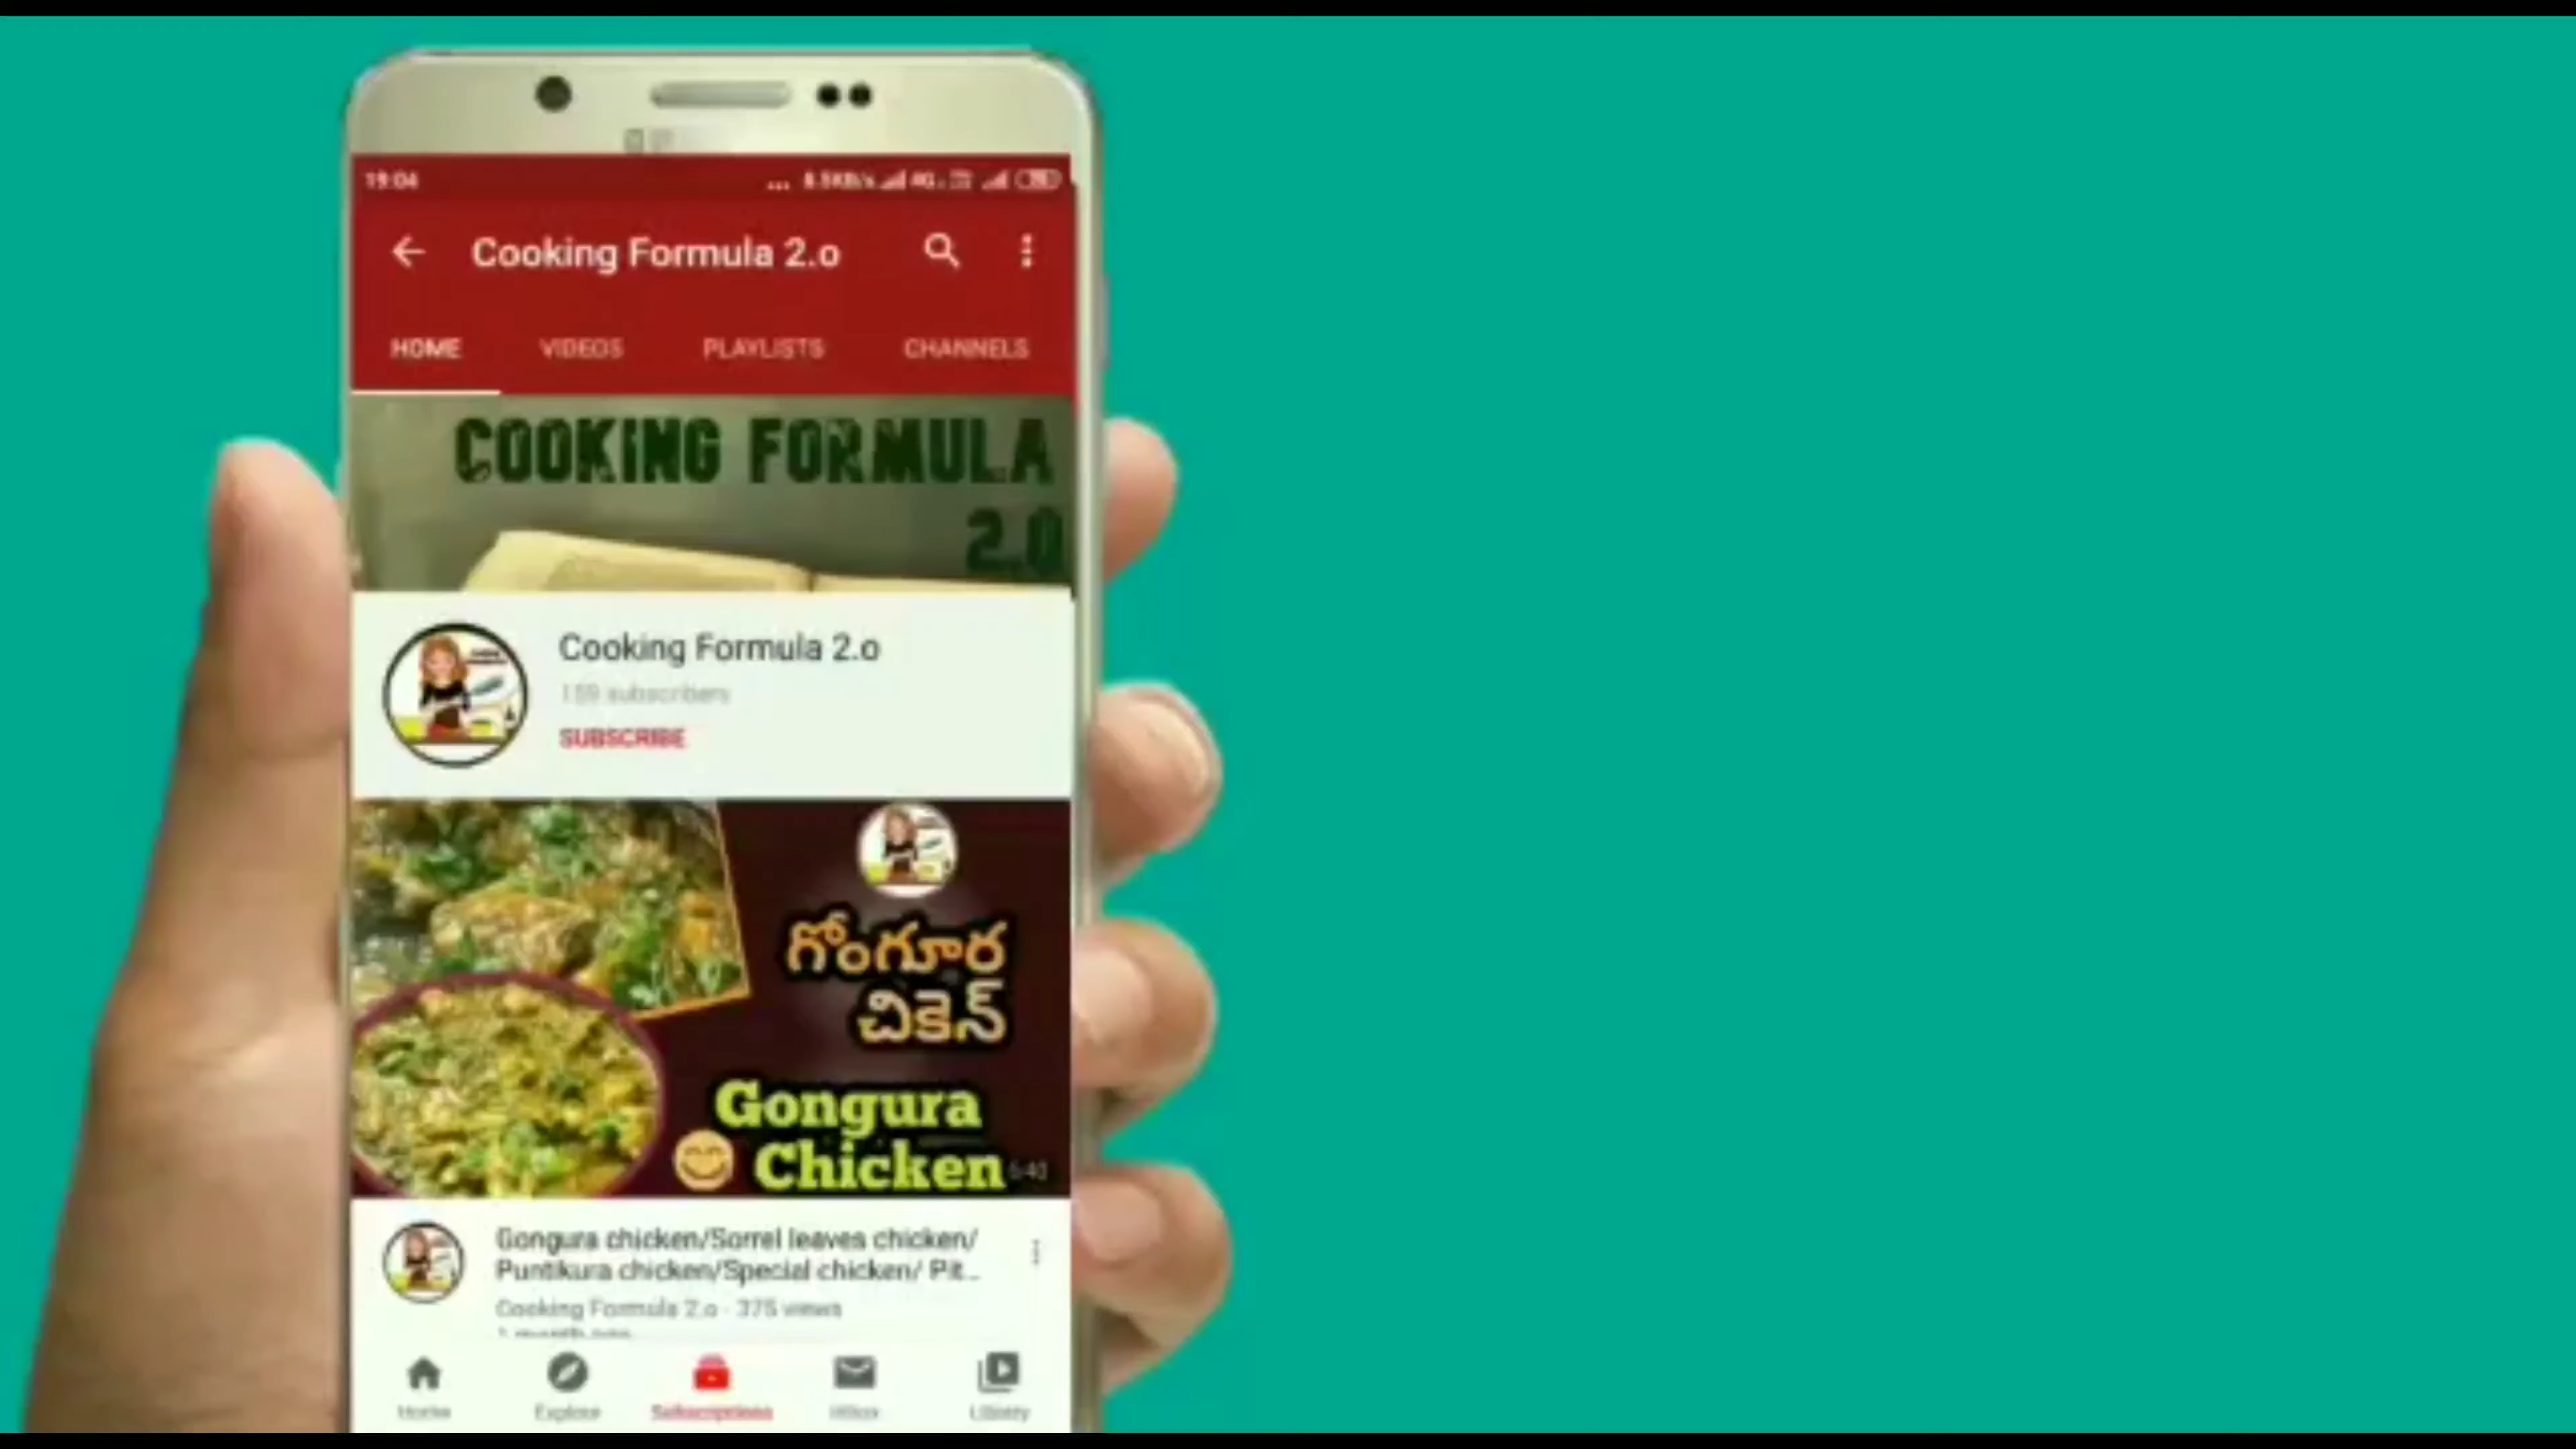 19:04
Cooking Formula 2.o
HOME VIDEOS PLAYLISTS CHANNELS
COOKING FORMULA
2.0
Cooking Formula 2.o
159 subscribers
SUBSCRIBE
గోంగూర
చికెన్
Gongura
Chicken
Gongura chicken/Sorrel leaves chicken/
Puntikura chicken/Special chicken/ Pit...
Cooking Formula 2.o · 375 views
Home Explore Subscriptions Inbox Library